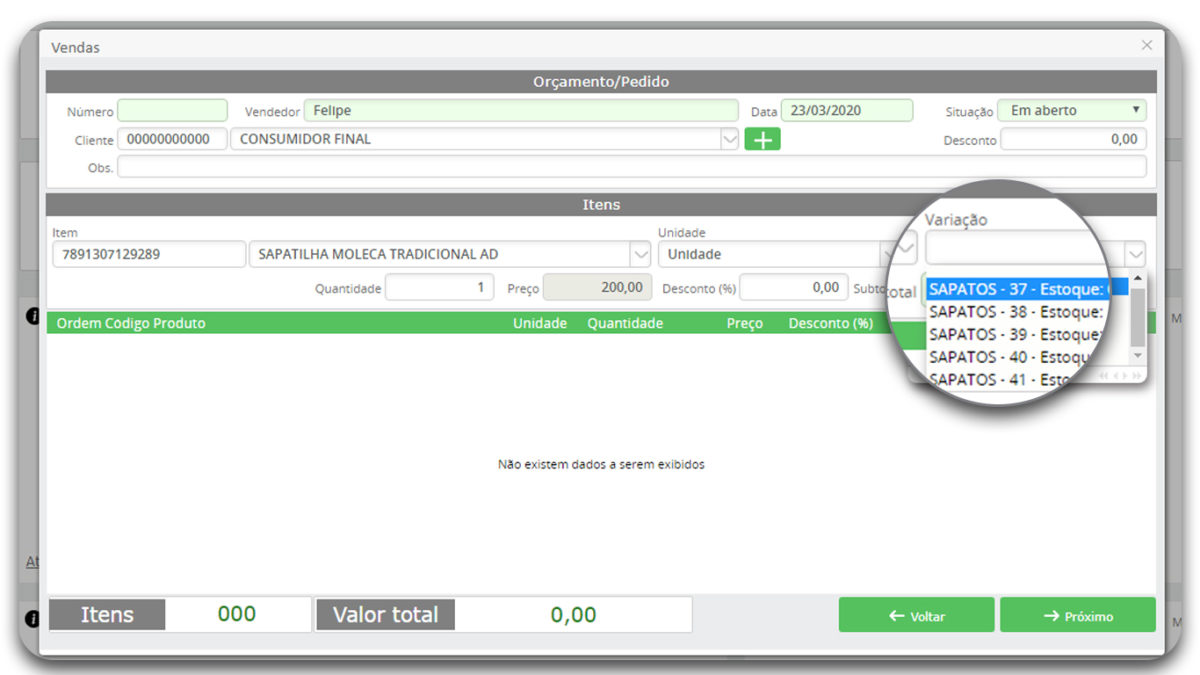 Vendas
Orçamento/Pedido
Número Vendedor Felipe Data 23/03/2020 Situação Em aberto
Cliente 00000000000 CONSUMIDOR FINAL Desconto 0,00
Obs.
Itens
Item Unidade Variação
7891307129289 SAPATILHA MOLECA TRADICIONAL AD Unidade
Quantidade 1 Preço 200,00 Desconto (%) 0,00 Subtotal
SAPATOS - 37 - Estoque:
SAPATOS - 38 - Estoque:
SAPATOS - 39 - Estoque:
SAPATOS - 40 - Estoqu
SAPATOS - 41 - Esto
Ordem Codigo Produto Unidade Quantidade Preço Desconto (%)
Não existem dados a serem exibidos
Itens 000 Valor total 0,00 Voltar Próximo